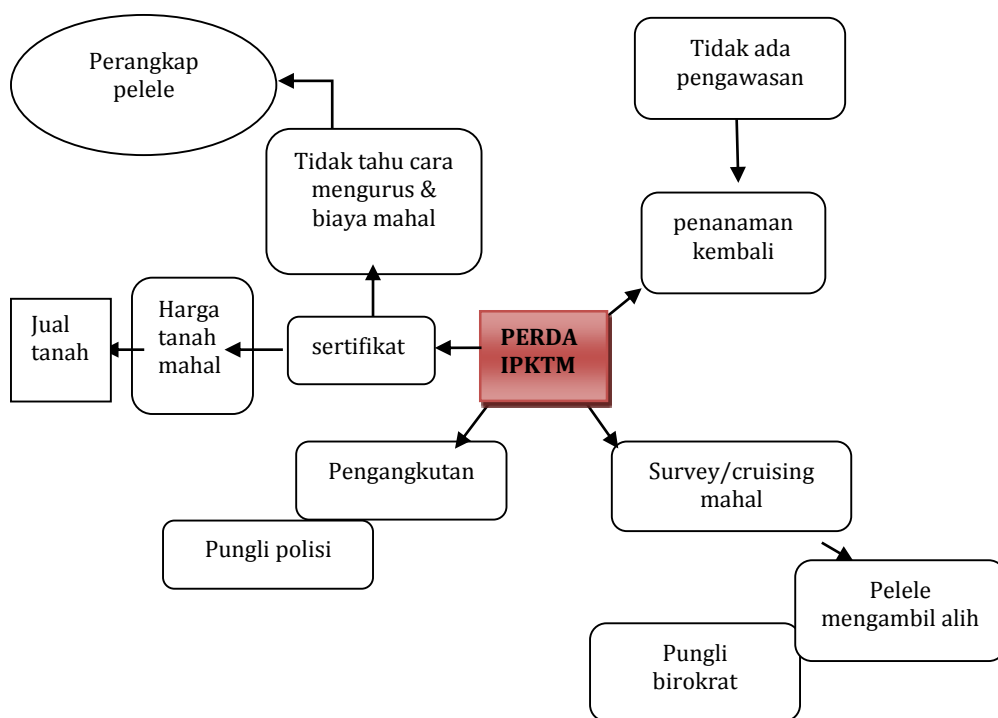 Perangkap
pelele
Tidak ada
pengawasan
Tidak tahu cara
mengurus &
biaya mahal
penanaman
kembali
Jual
tanah
Harga
tanah
mahal
sertifikat
PERDA
IPKTM
Pengangkutan
Survey/cruising
mahal
Pungli polisi
Pelele
mengambil alih
Pungli
birokrat